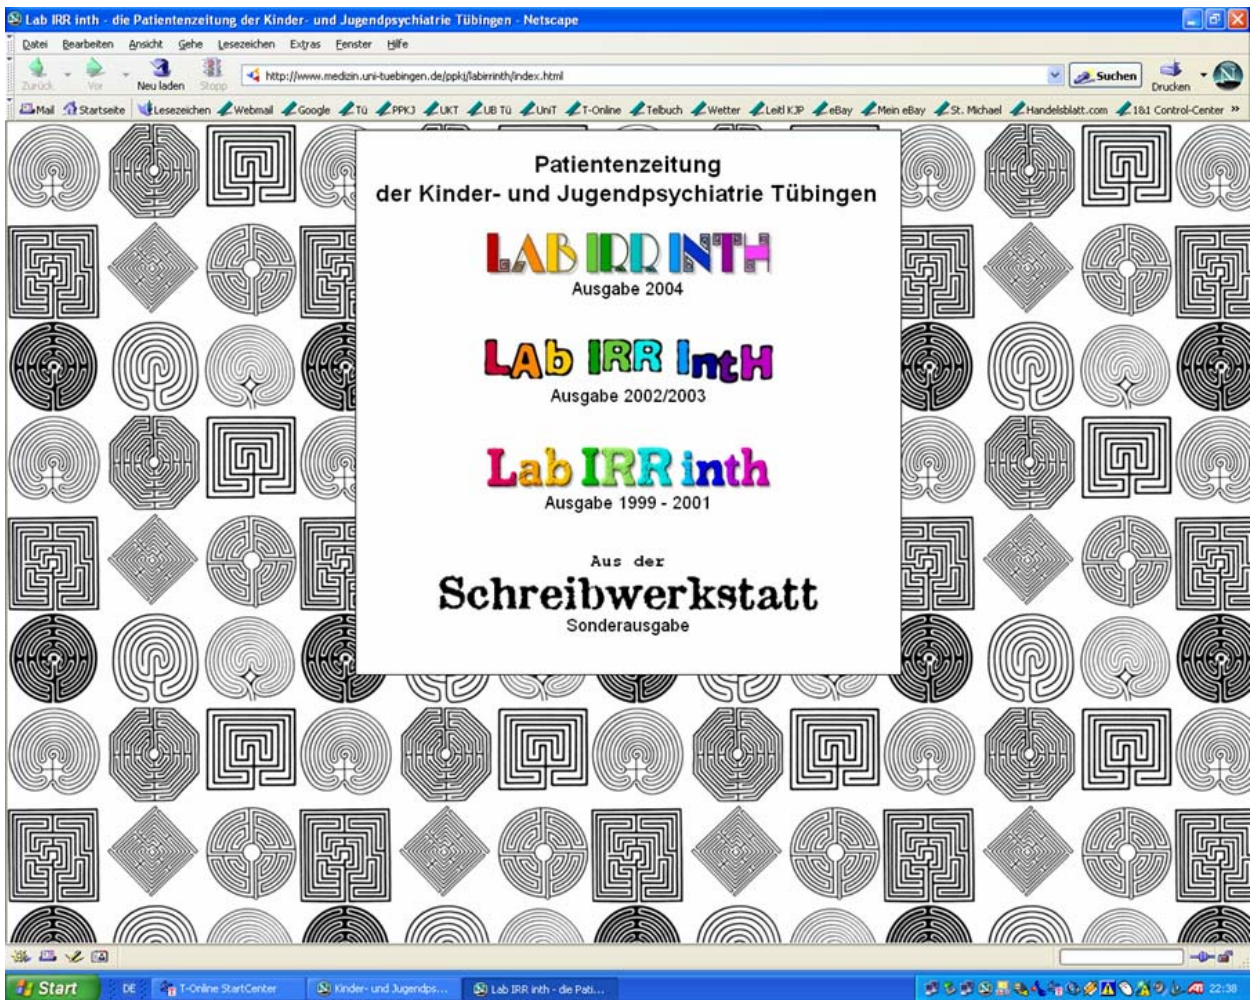 Lab IRR inth - die Patientenzeitung der Kinder- und Jugendpsychiatrie Tübingen - Netscape
Datei Bearbeiten Ansicht Gehe Lesezeichen Extras Fenster Hilfe
Zurück Vor Neu laden Stopp http://www.medizin.uni-tuebingen.de/ppkj/labirrinth/index.html Suchen Drucken
Mail Startseite Lesezeichen Webmail Google Tü PPKJ UKT UB Tü UniT T-Online Telbuch Wetter Leitl KJP eBay Mein eBay St. Michael Handelsblatt.com 1&1 Control-Center »
Patientenzeitung
der Kinder- und Jugendpsychiatrie Tübingen
LAB IRR INTH
Ausgabe 2004
LAb IRR IntH
Ausgabe 2002/2003
Lab IRR inth
Ausgabe 1999 - 2001
Aus der
Schreibwerkstatt
Sonderausgabe
Start DE T-Online StartCenter Kinder- und Jugendps... Lab IRR inth - die Pati... 22:38